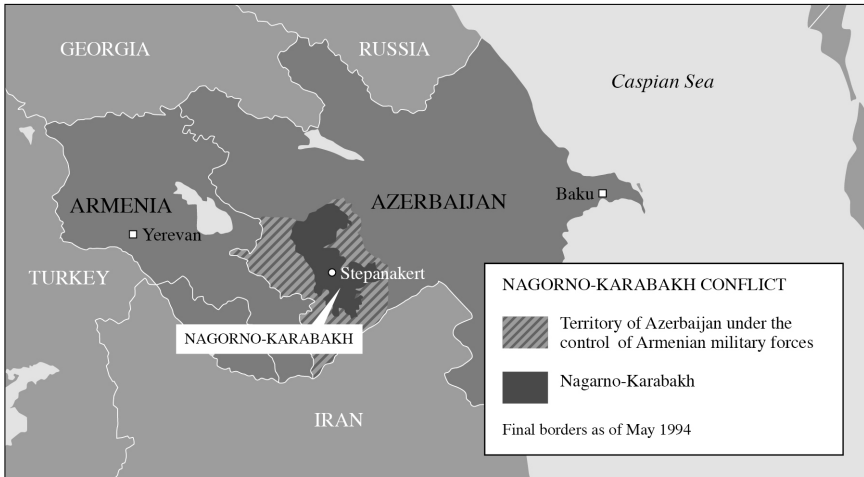 GEORGIA
RUSSIA
Caspian Sea
ARMENIA
AZERBAIJAN
Baku
Yerevan
TURKEY
Stepanakert
NAGORNO-KARABAKH
IRAN
NAGORNO-KARABAKH CONFLICT
Territory of Azerbaijan under the
control of Armenian military forces
Nagarno-Karabakh
Final borders as of May 1994